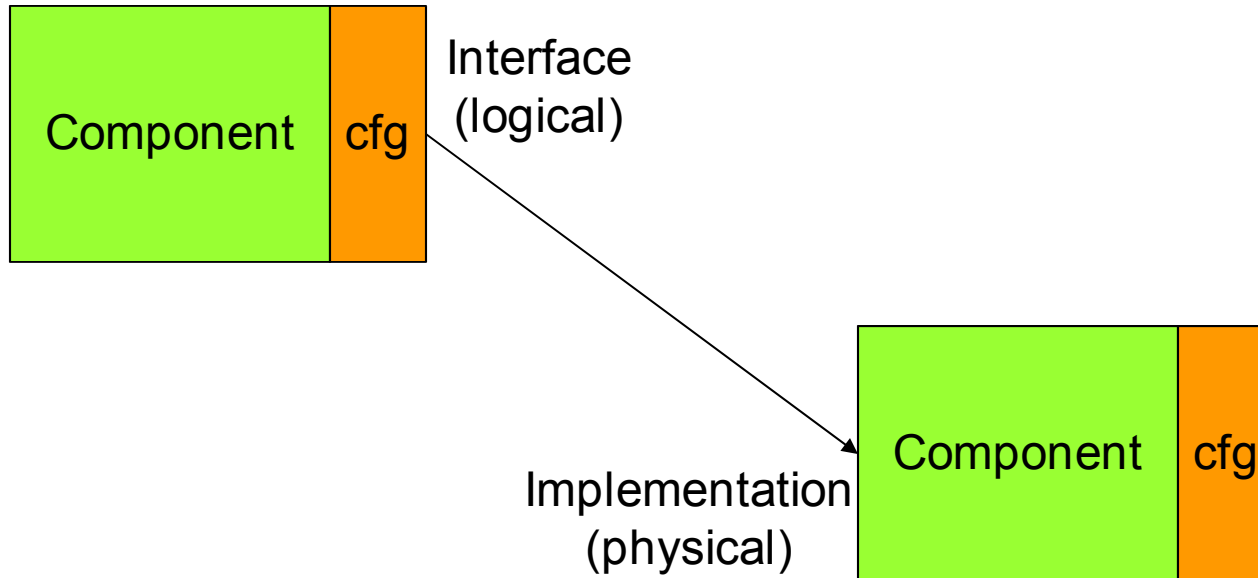 Component
cfg
Interface
(logical)
Component
cfg
Implementation
(physical)